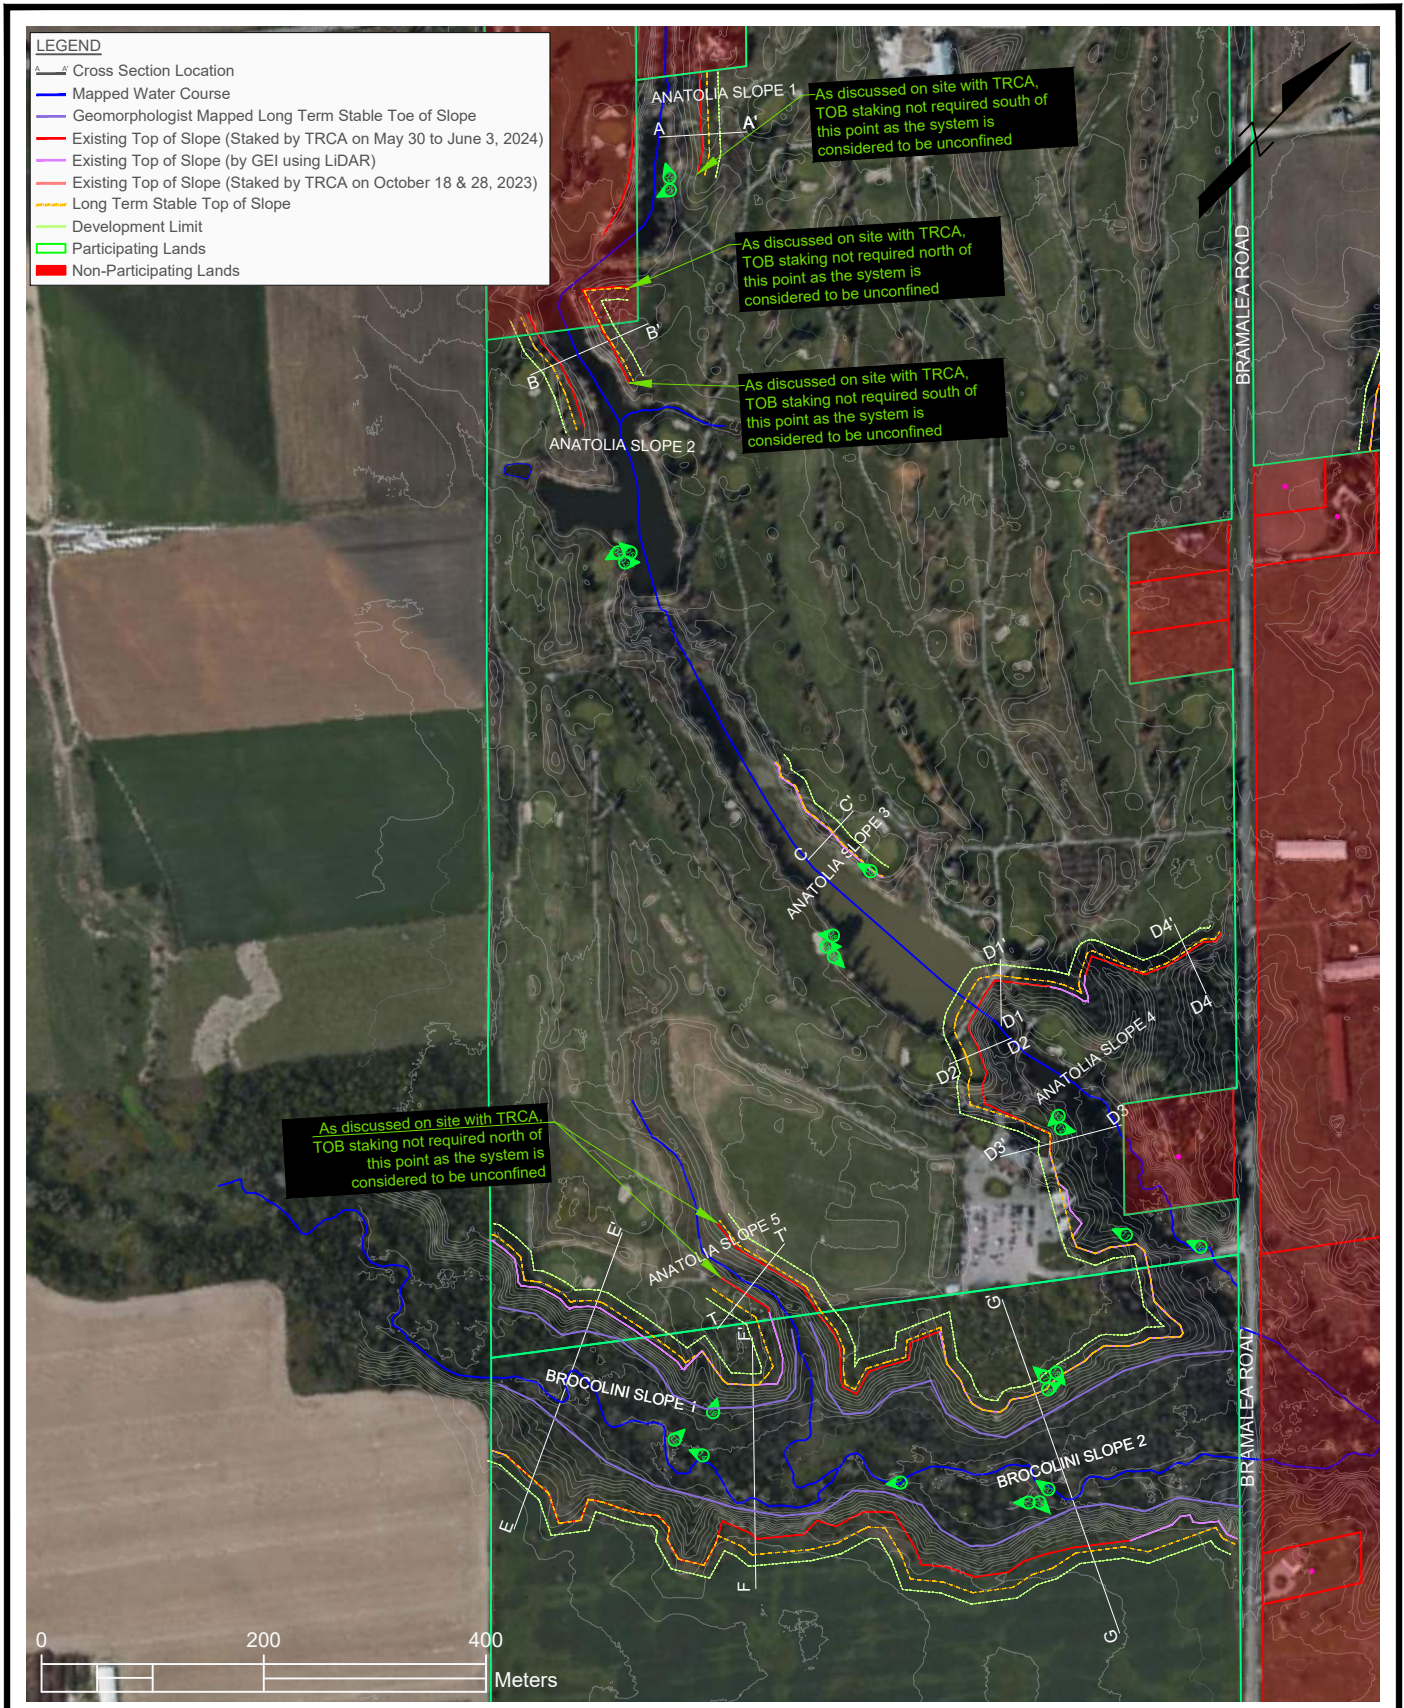 LEGEND
A A' Cross Section Location
Mapped Water Course
Geomorphologist Mapped Long Term Stable Toe of Slope
Existing Top of Slope (Staked by TRCA on May 30 to June 3, 2024)
Existing Top of Slope (by GEI using LiDAR)
Existing Top of Slope (Staked by TRCA on October 18 & 28, 2023)
Long Term Stable Top of Slope
Development Limit
Participating Lands
Non-Participating Lands
ANATOLIA SLOPE 1
A A'
As discussed on site with TRCA,
TOB staking not required south of
this point as the system is
considered to be unconfined
N
As discussed on site with TRCA,
TOB staking not required north of
this point as the system is
considered to be unconfined
BRAMALEA ROAD
B B'
As discussed on site with TRCA,
TOB staking not required south of
this point as the system is
considered to be unconfined
ANATOLIA SLOPE 2
C C'
ANATOLIA SLOPE 3
D1'
D4'
D4
D1
D2
D2'
ANATOLIA SLOPE 4
D3
D3'
As discussed on site with TRCA,
TOB staking not required north of
this point as the system is
considered to be unconfined
E'
ANATOLIA SLOPE 5
T'
T
F'
G'
BROCOLINI SLOPE 1
BRAMALEA ROAD
BROCOLINI SLOPE 2
E
F
G
0 200 400
Meters